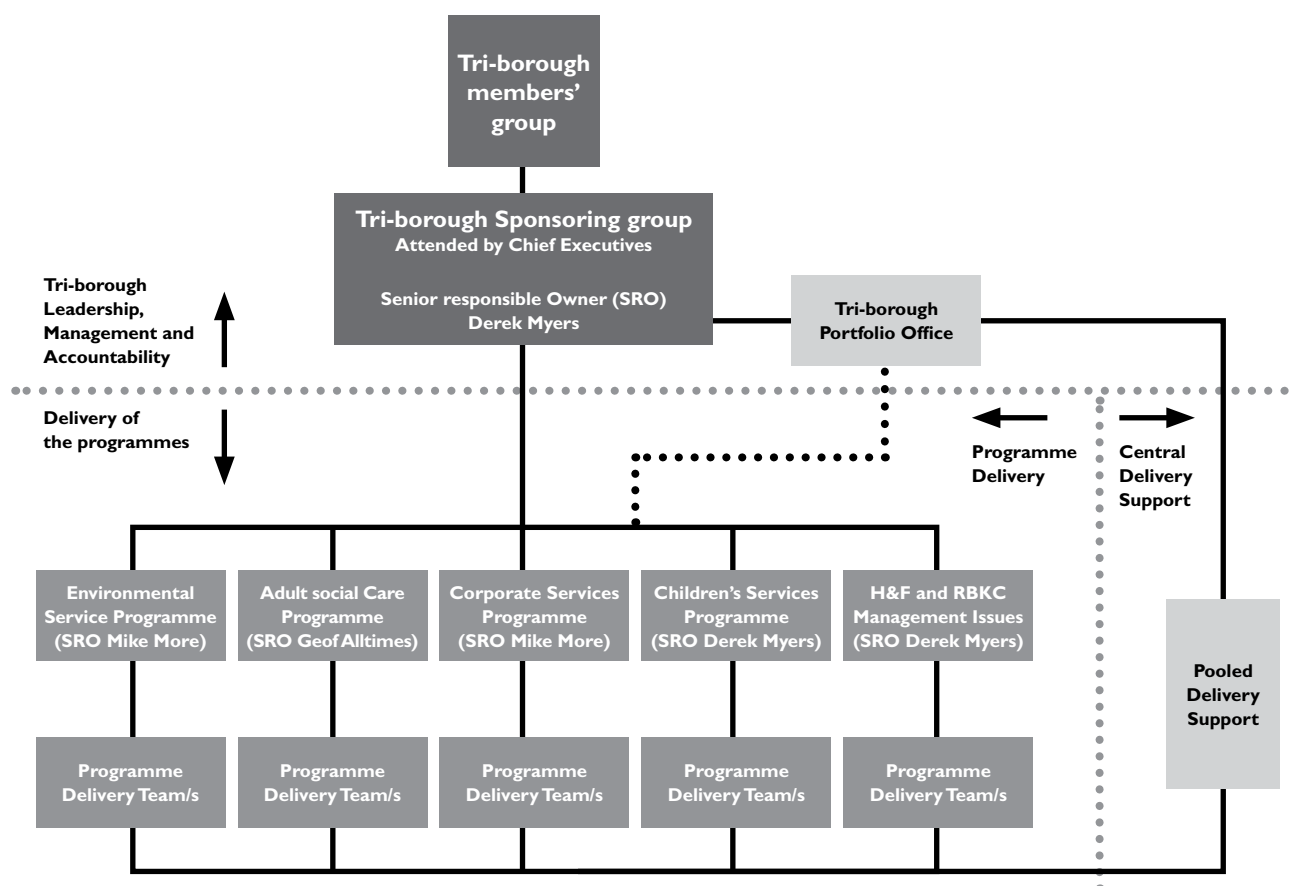 Tri-borough
members’
group
Tri-borough Sponsoring group
Attended by Chief Executives
Senior responsible Owner (SRO)
Derek Myers
Tri-borough
Portfolio Office
Tri-borough
Leadership,
Management and
Accountability
Delivery of
the programmes
Programme
Delivery
Central
Delivery
Support
Environmental
Service Programme
(SRO Mike More)
Adult social Care
Programme
(SRO Geof Alltimes)
Corporate Services
Programme
(SRO Mike More)
Children’s Services
Programme
(SRO Derek Myers)
H&F and RBKC
Management Issues
(SRO Derek Myers)
Pooled
Delivery
Support
Programme
Delivery Team/s
Programme
Delivery Team/s
Programme
Delivery Team/s
Programme
Delivery Team/s
Programme
Delivery Team/s